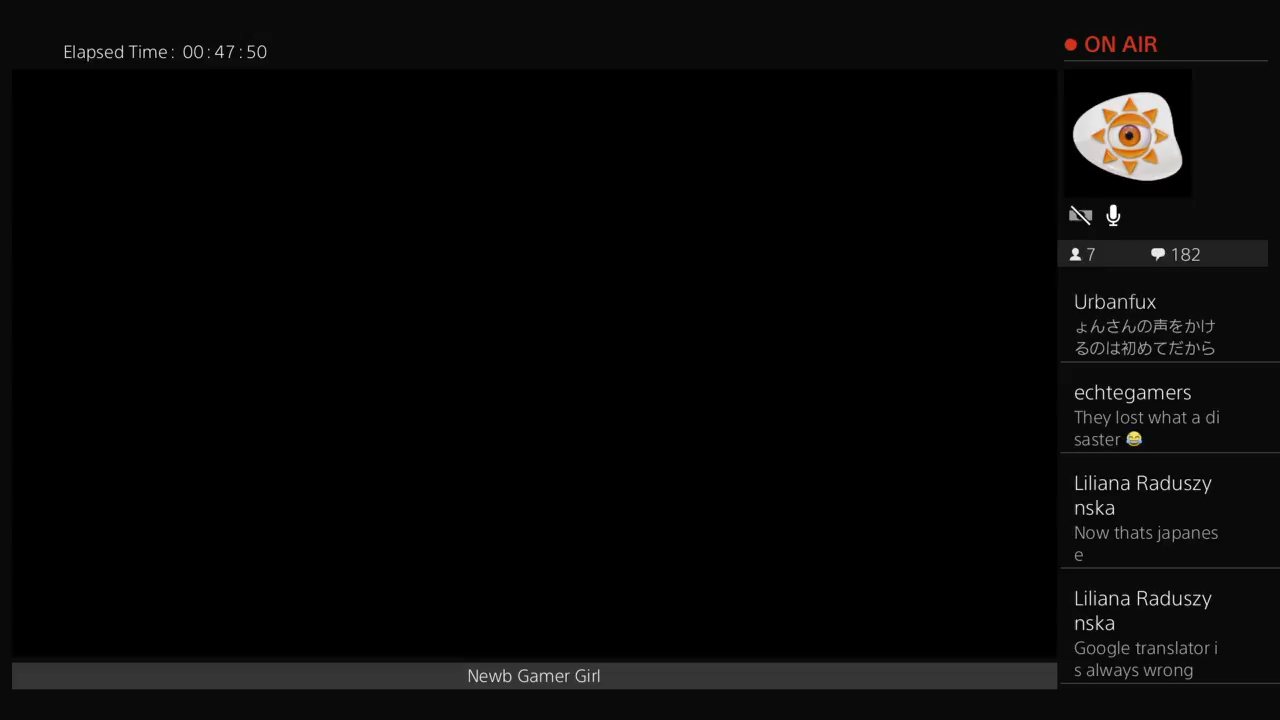 Elapsed Time: 00:47:50
ON AIR
7
182
Urbanfux
ょんさんの声をかけ
るのは初めてだから
echtegamers
They lost what a di
saster 😂
Liliana Raduszy
nska
Now thats japanes
e
Liliana Raduszy
nska
Google translator i
s always wrong
Newb Gamer Girl